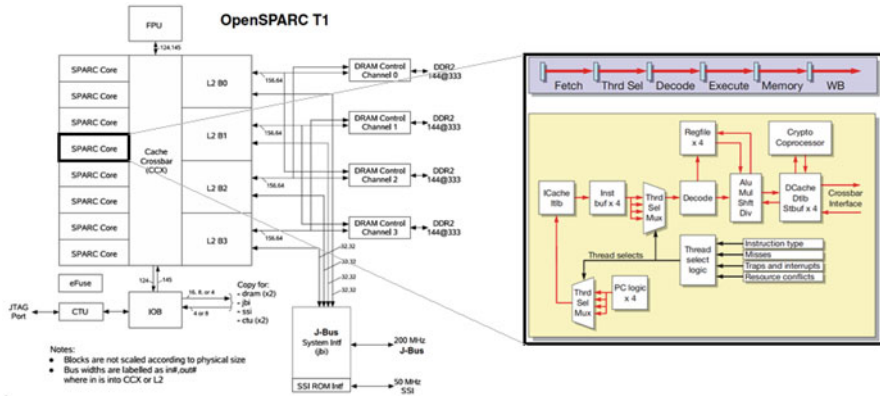 OpenSPARC T1
FPU
124,145
SPARC Core
SPARC Core
SPARC Core
SPARC Core
SPARC Core
SPARC Core
SPARC Core
SPARC Core
Cache
Crossbar
(CCX)
L2 B0
L2 B1
L2 B2
L2 B3
156,64
156,64
156,64
156,64
DRAM Control
Channel 0
DDR2
144@333
DRAM Control
Channel 1
DDR2
144@333
DRAM Control
Channel 2
DDR2
144@333
DRAM Control
Channel 3
DDR2
144@333
32,32
32,32
32,32
32,32
124
145
eFuse
JTAG
Port
CTU
IOB
16, 8, or 4
4 or 8
Copy for:
- dram (x2)
- jbi
- ssi
- ctu (x2)
J-Bus
System Intf
(jbi)
SSI ROM Intf
200 MHz
J-Bus
50 MHz
SSI
Notes:
• Blocks are not scaled according to physical size
• Bus widths are labelled as in#,out#
where in is into CCX or L2
Fetch
Thrd Sel
Decode
Execute
Memory
WB
ICache
Itlb
Inst
buf x 4
Thrd
Sel
Mux
Decode
Regfile
x 4
Alu
Mul
Shft
Div
Crypto
Coprocessor
DCache
Dtlb
Stbuf x 4
Crossbar
Interface
Thread selects
Thread
select
logic
Instruction type
Misses
Traps and interrupts
Resource conflicts
Thrd
Sel
Mux
PC logic
x 4